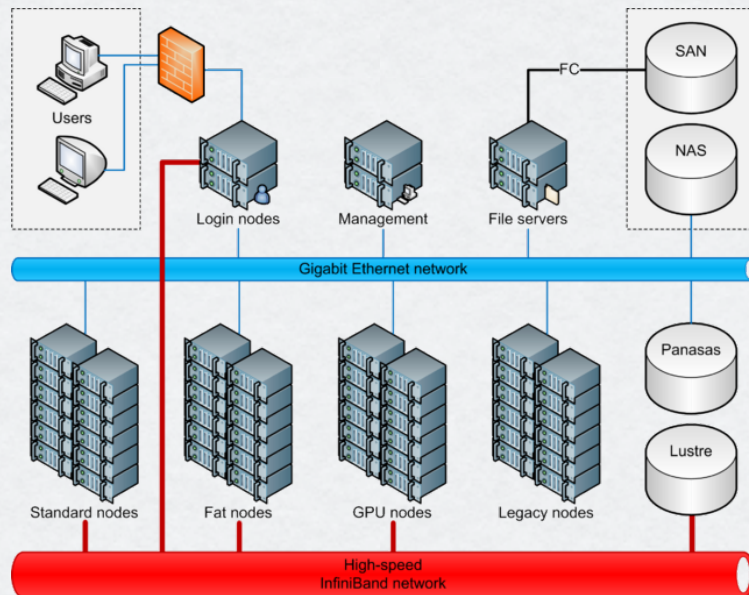 SAN
FC
Users
NAS
Login nodes
Management
File servers
Gigabit Ethernet network
Panasas
Lustre
Standard nodes
Fat nodes
GPU nodes
Legacy nodes
High-speed
InfiniBand network